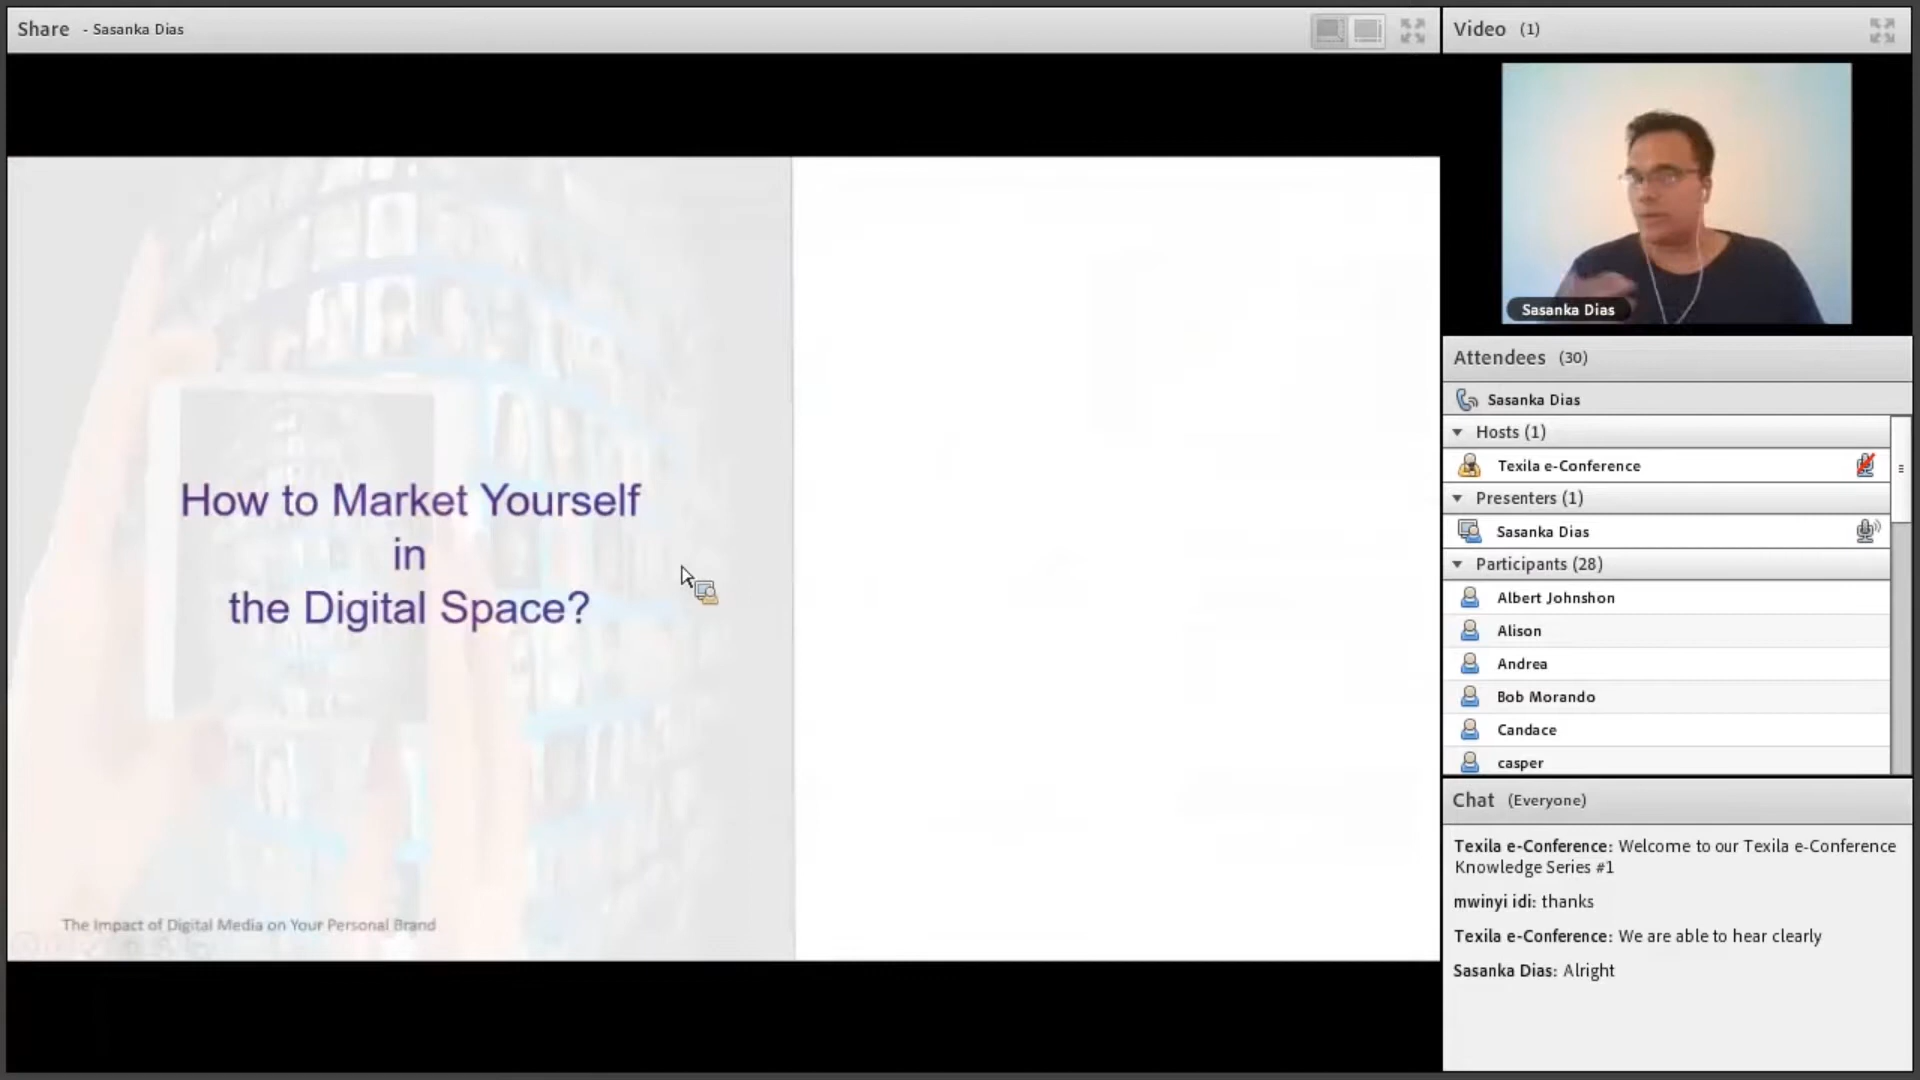 Share - Sasanka Dias
How to Market Yourself
in
the Digital Space?
The Impact of Digital Media on Your Personal Brand
Video (1)
Sasanka Dias
Attendees (30)
Sasanka Dias
Hosts (1)
Texila e-Conference
Presenters (1)
Sasanka Dias
Participants (28)
Albert Johnshon
Alison
Andrea
Bob Morando
Candace
casper
Chat (Everyone)
Texila e-Conference: Welcome to our Texila e-Conference
Knowledge Series #1
mwinyi idi: thanks
Texila e-Conference: We are able to hear clearly
Sasanka Dias: Alright